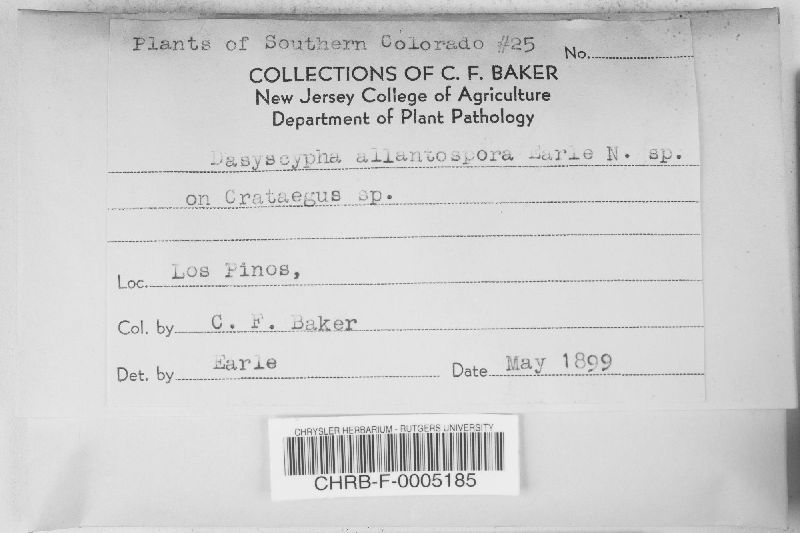 Plants of Southern Colorado #25 No.
COLLECTIONS OF C. F. BAKER
New Jersey College of Agriculture
Department of Plant Pathology
Dasyscypha allantospora Earle N. sp.
on Crataegus sp.
Loc. Los Pinos,
Col. by C. F. Baker
Det. by Earle Date May 1899
CHRYSLER HERBARIUM - RUTGERS UNIVERSITY
CHRB-F-0005185